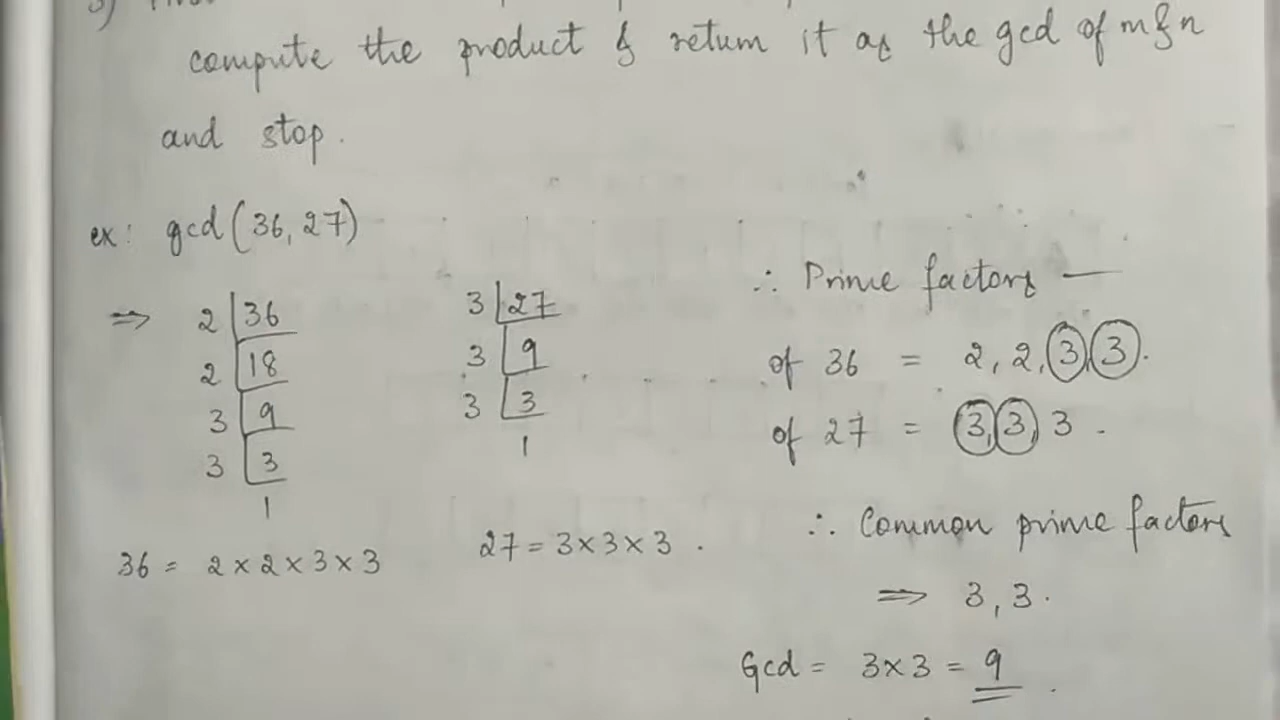 3)
compute the product & return it as the gcd of m & n
and stop.
ex: gcd (36, 27)
⇒ 2 | 36
2 | 18
3 | 9
3 | 3
1
36 = 2 × 2 × 3 × 3
3 | 27
3 | 9
3 | 3
1
27 = 3 × 3 × 3 .
∴ Prime factors —
of 36 = 2, 2, 3, 3.
of 27 = 3, 3, 3 .
∴ Common prime factors
⇒ 3, 3.
Gcd = 3 × 3 = 9 .